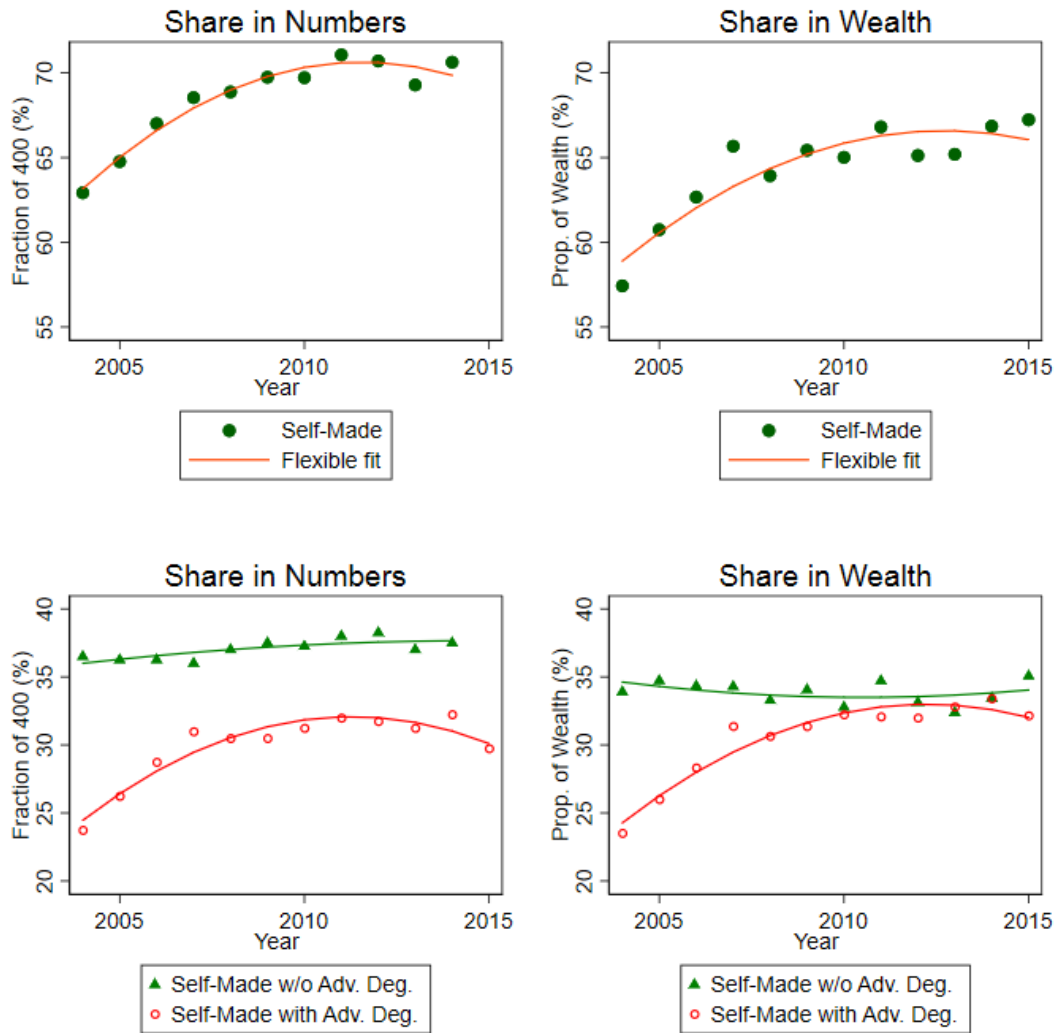 Share in Numbers
Fraction of 400 (%)
70
65
60
55
2005 2010 2015
Year
Self-Made
Flexible fit
Share in Wealth
Prop. of Wealth (%)
70
65
60
55
2005 2010 2015
Year
Self-Made
Flexible fit
Share in Numbers
Fraction of 400 (%)
40
35
30
25
20
2005 2010 2015
Year
Self-Made w/o Adv. Deg.
Self-Made with Adv. Deg.
Share in Wealth
Prop. of Wealth (%)
40
35
30
25
20
2005 2010 2015
Year
Self-Made w/o Adv. Deg.
Self-Made with Adv. Deg.